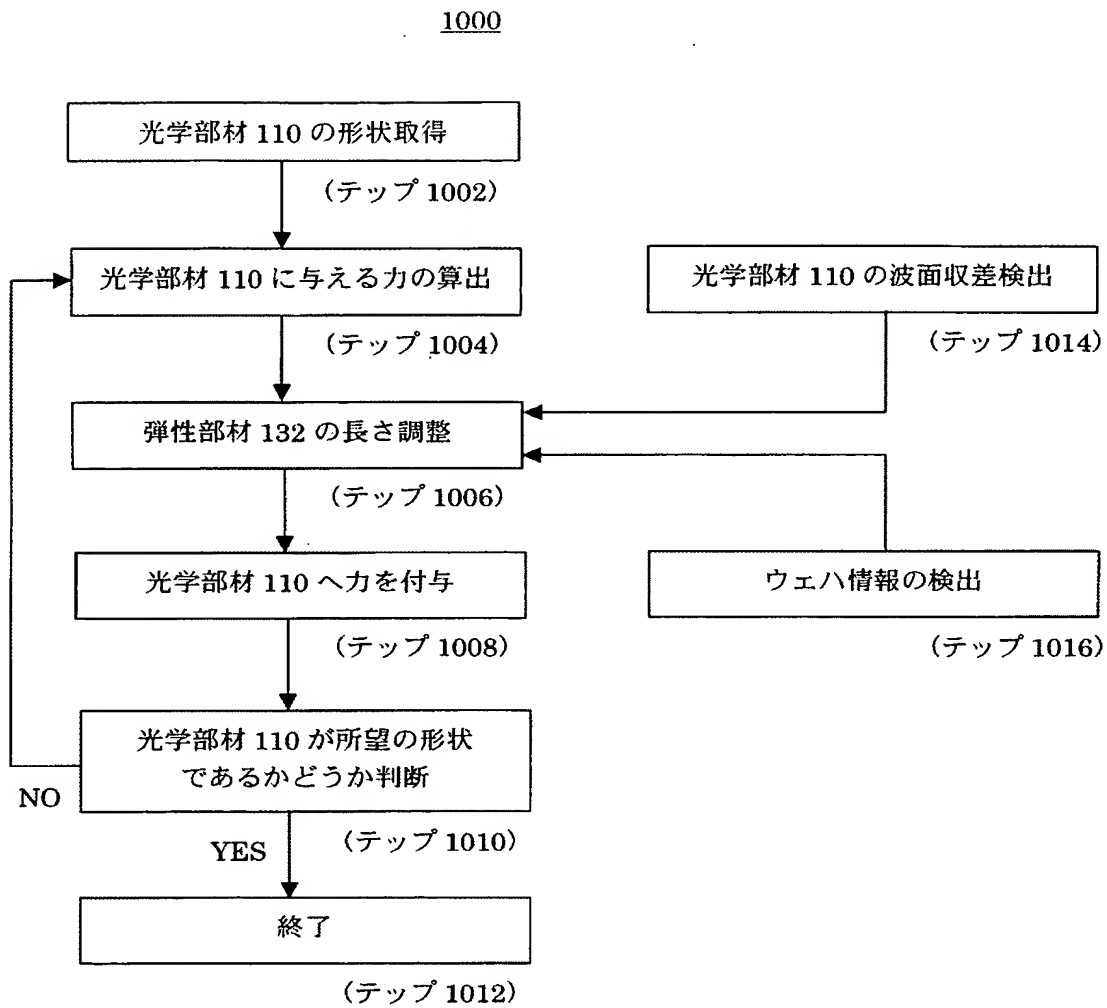 1000
光学部材 110 の形状取得
(テップ 1002)
光学部材 110 に与える力の算出
(テップ 1004)
光学部材 110 の波面収差検出
(テップ 1014)
弾性部材 132 の長さ調整
(テップ 1006)
光学部材 110 へ力を付与
(テップ 1008)
ウェハ情報の検出
(テップ 1016)
光学部材 110 が所望の形状
であるかどうか判断
(テップ 1010)
NO
YES
終了
(テップ 1012)